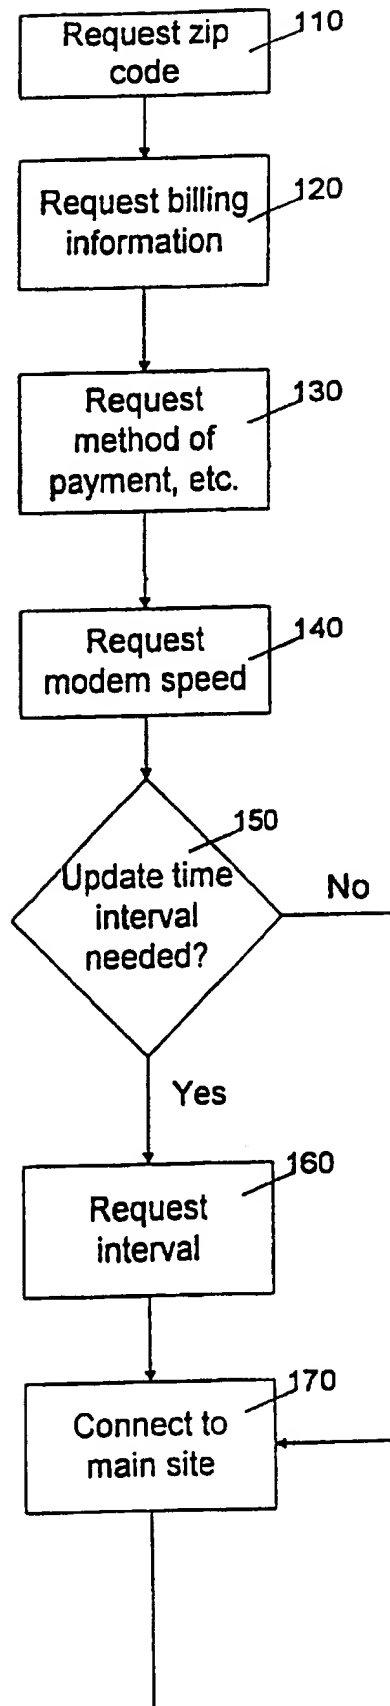 110
Request zip
code
120
Request billing
information
130
Request
method of
payment, etc.
140
Request
modem speed
150
Update time
interval
needed?
No
Yes
160
Request
interval
170
Connect to
main site